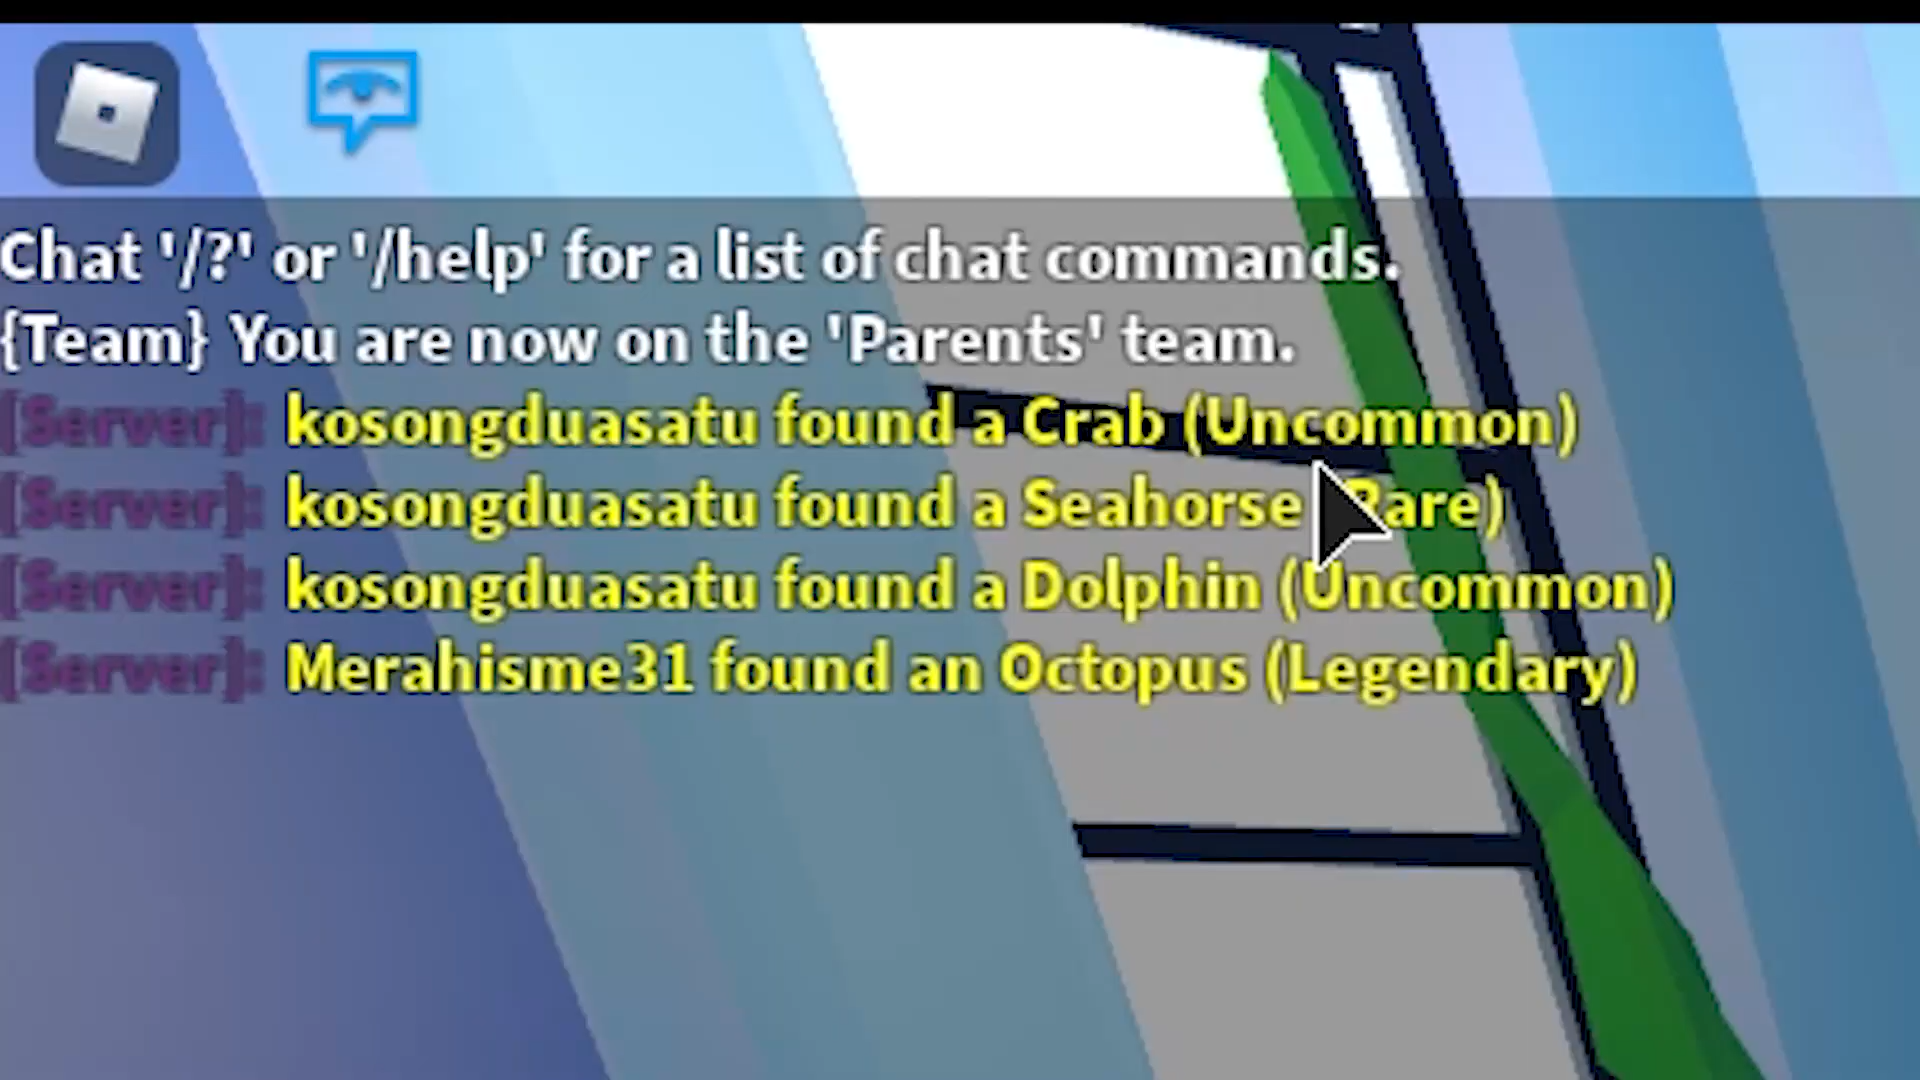 Chat '/?' or '/help' for a list of chat commands.
{Team} You are now on the 'Parents' team.
[Server]: kosongduasatu found a Crab (Uncommon)
[Server]: kosongduasatu found a Seahorse (Rare)
[Server]: kosongduasatu found a Dolphin (Uncommon)
[Server]: Merahisme31 found an Octopus (Legendary)